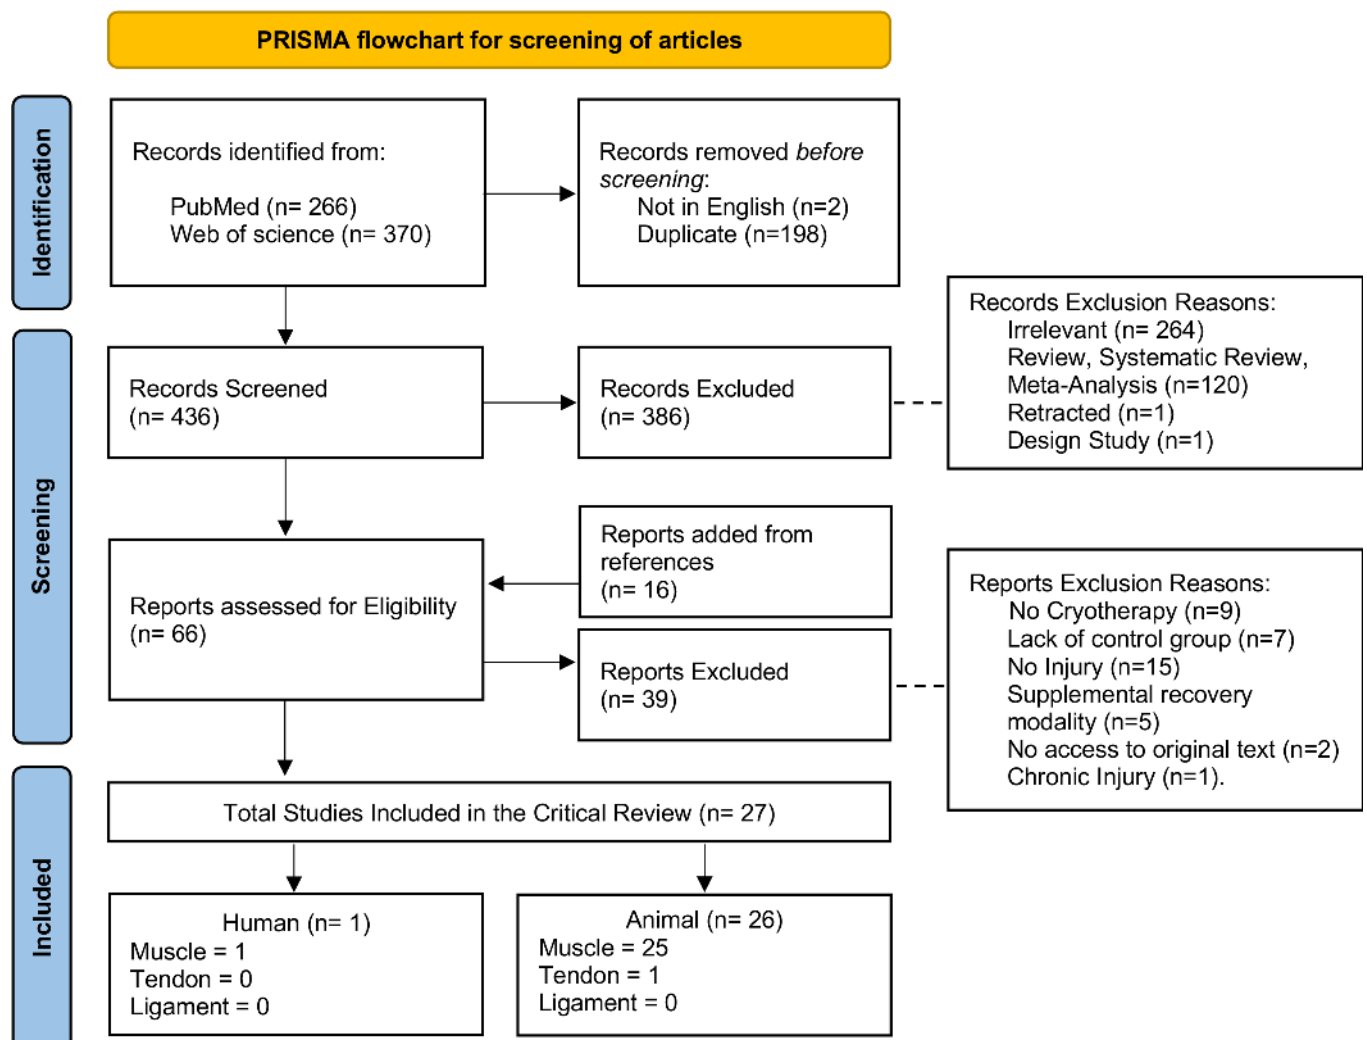 PRISMA flowchart for screening of articles
Identification
Records identified from:
PubMed (n= 266)
Web of science (n= 370)
Records removed before
screening:
Not in English (n=2)
Duplicate (n=198)
Screening
Records Screened
(n= 436)
Records Excluded
(n= 386)
Records Exclusion Reasons:
Irrelevant (n= 264)
Review, Systematic Review,
Meta-Analysis (n=120)
Retracted (n=1)
Design Study (n=1)
Reports assessed for Eligibility
(n= 66)
Reports added from
references
(n= 16)
Reports Excluded
(n= 39)
Reports Exclusion Reasons:
No Cryotherapy (n=9)
Lack of control group (n=7)
No Injury (n=15)
Supplemental recovery
modality (n=5)
No access to original text (n=2)
Chronic Injury (n=1).
Included
Total Studies Included in the Critical Review (n= 27)
Human (n= 1)
Muscle = 1
Tendon = 0
Ligament = 0
Animal (n= 26)
Muscle = 25
Tendon = 1
Ligament = 0